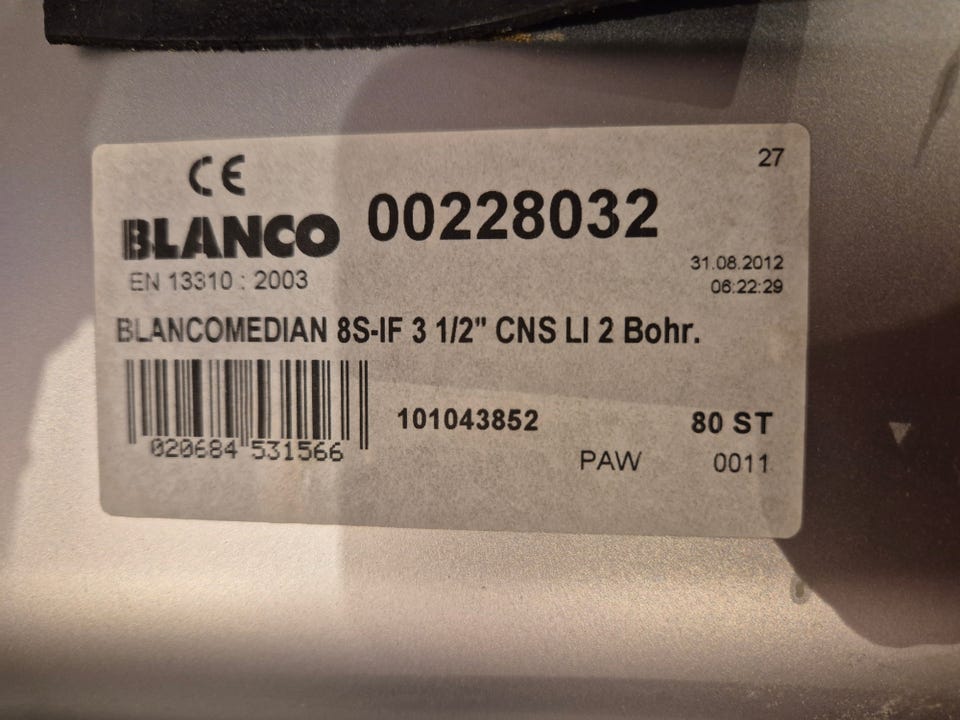 27
CE
BLANCO 00228032
EN 13310 : 2003
31.08.2012
06:22:29
BLANCOMEDIAN 8S-IF 3 1/2" CNS LI 2 Bohr.
020684 531566
101043852
80 ST
PAW
0011